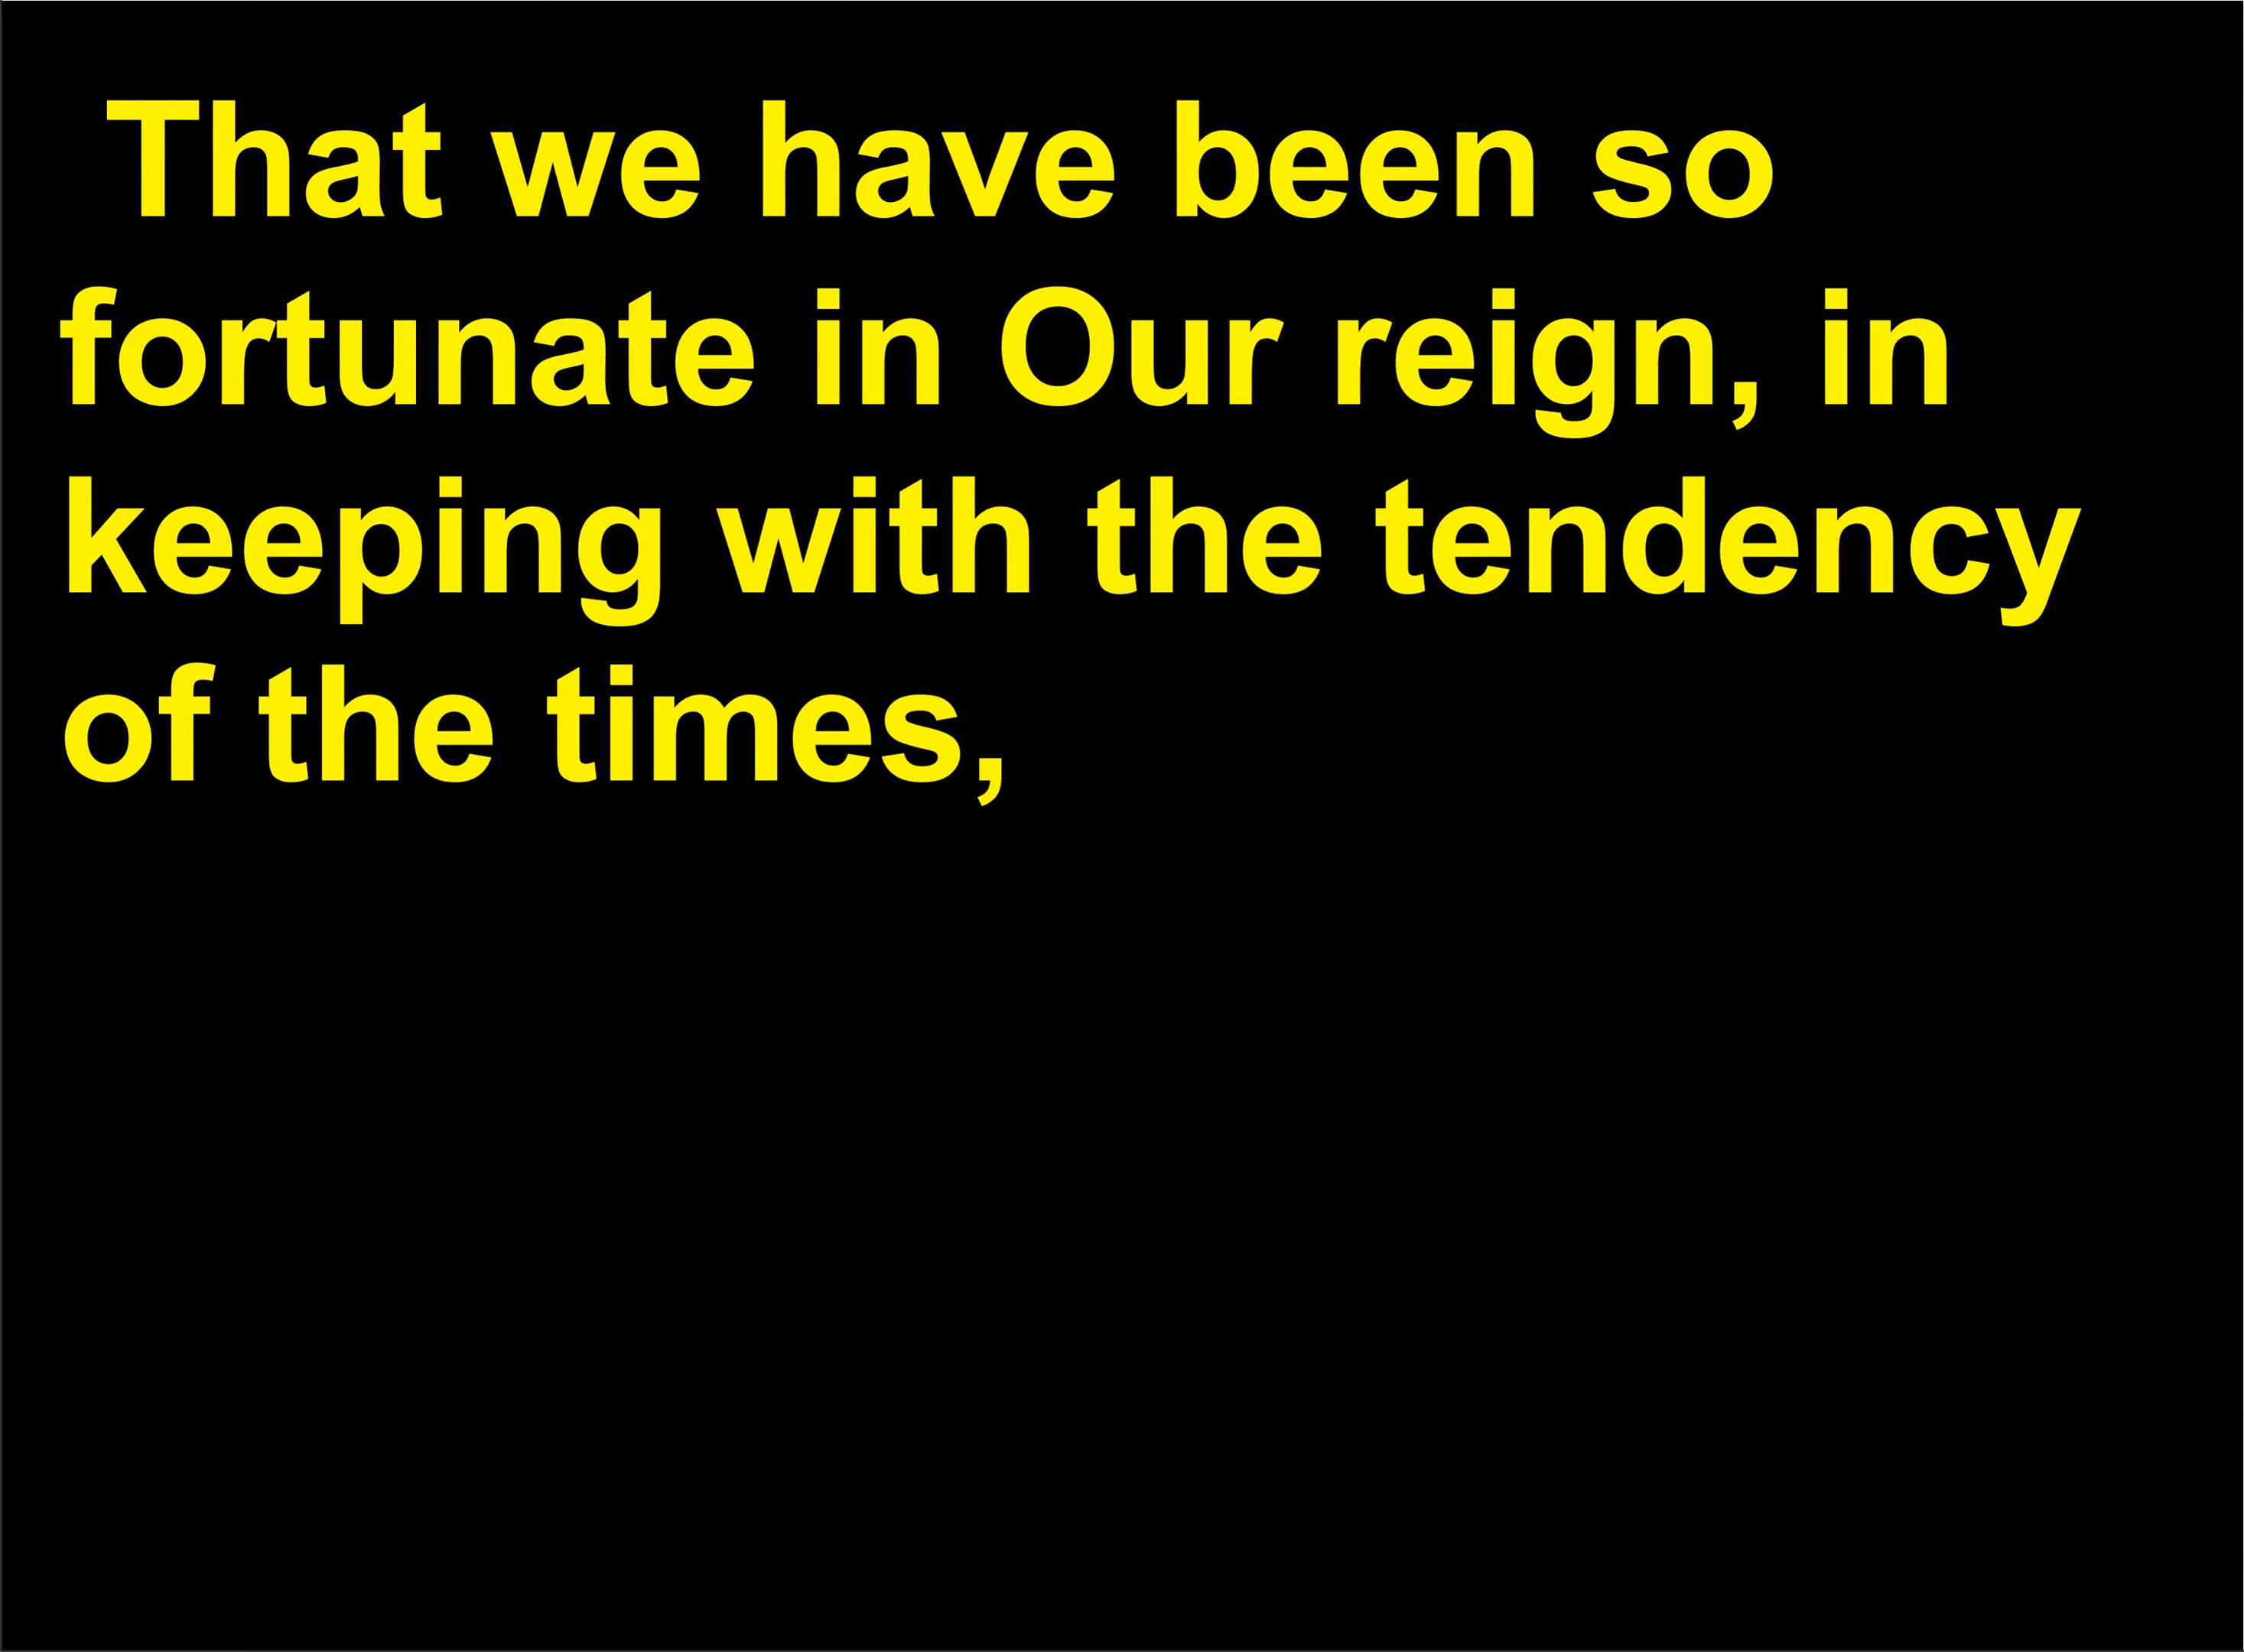 That we have been so
fortunate in Our reign, in
keeping with the tendency
of the times,